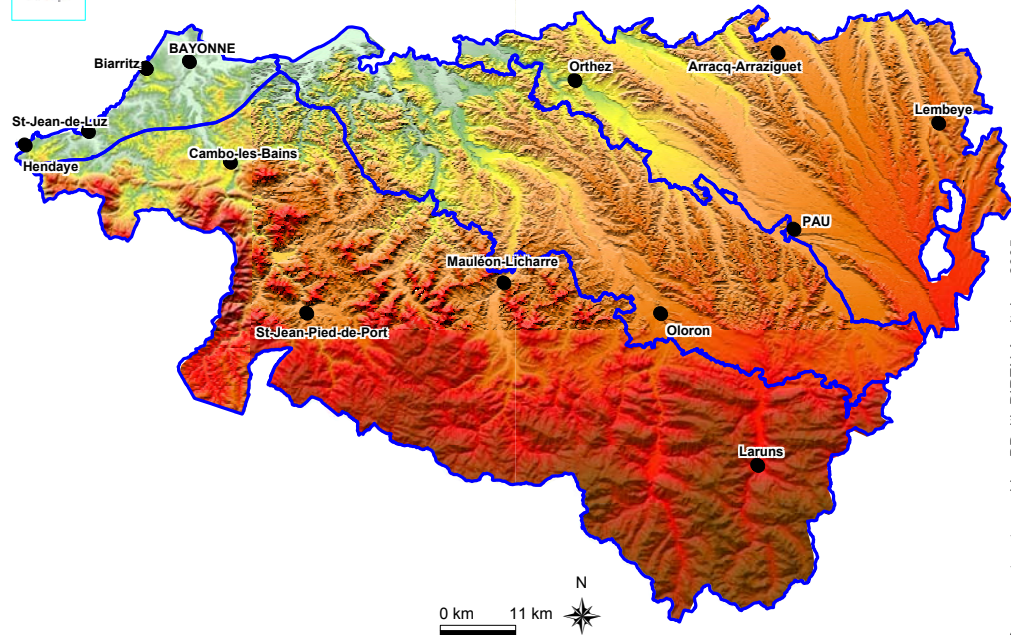 BAYONNE
Biarritz
Orthez
Arracq-Arraziguet
Lembeye
St-Jean-de-Luz
Hendaye
Cambo-les-Bains
PAU
Mauléon-Licharre
St-Jean-Pied-de-Port
Oloron
Laruns
N
0 km 11 km